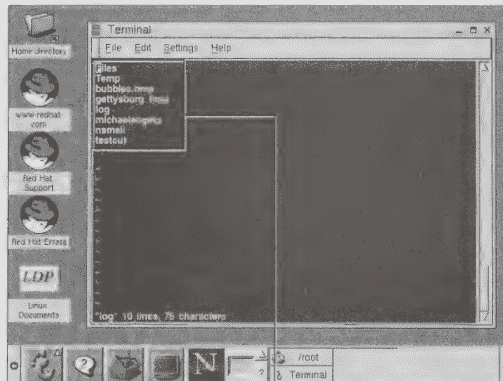 Home directory
www.redhat.com
Red Hat Support
Red Hat Errata
LDP
Linux Documents
Terminal
File Edit Settings Help
Files
Temp
bubbles.bmp
gettysburg
log
nsmail
testout
"log" 10 lines, 75 characters
N
?
/root
Terminal